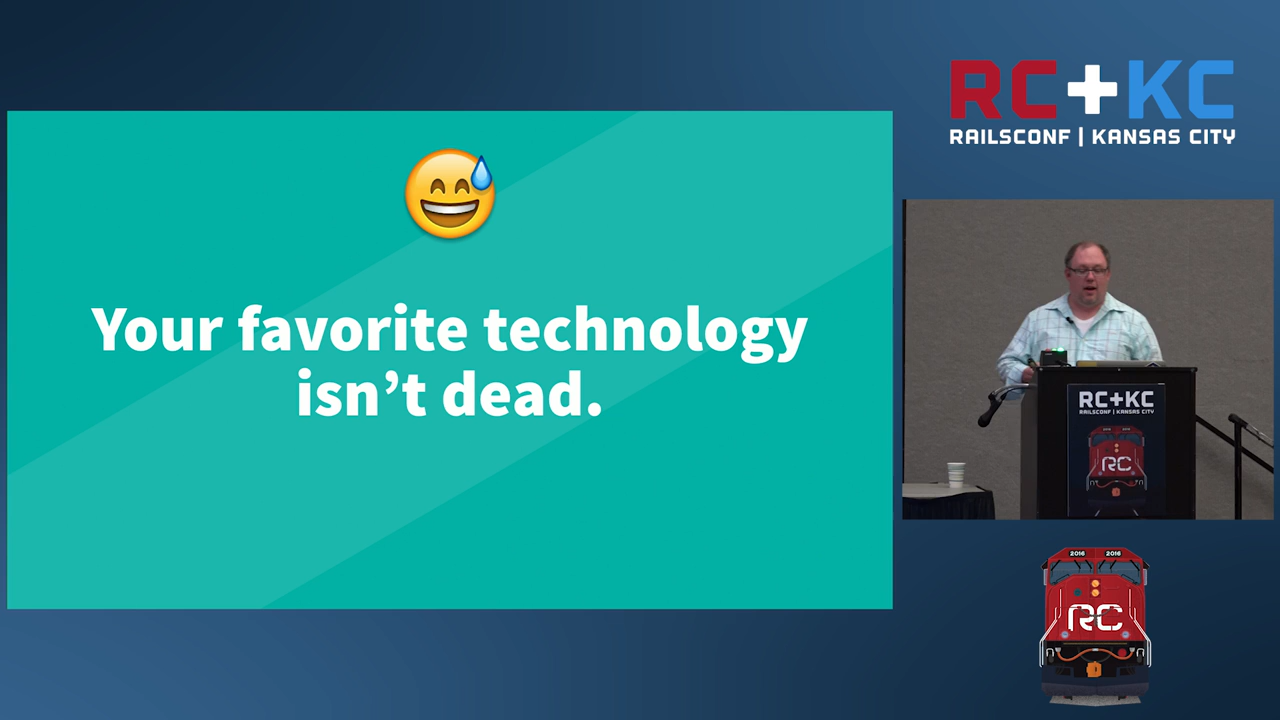 RC+KC
RAILSCONF | KANSAS CITY
Your favorite technology
isn’t dead.
RC+KC
RAILSCONF | KANSAS CITY
RC
2016 2016
RC